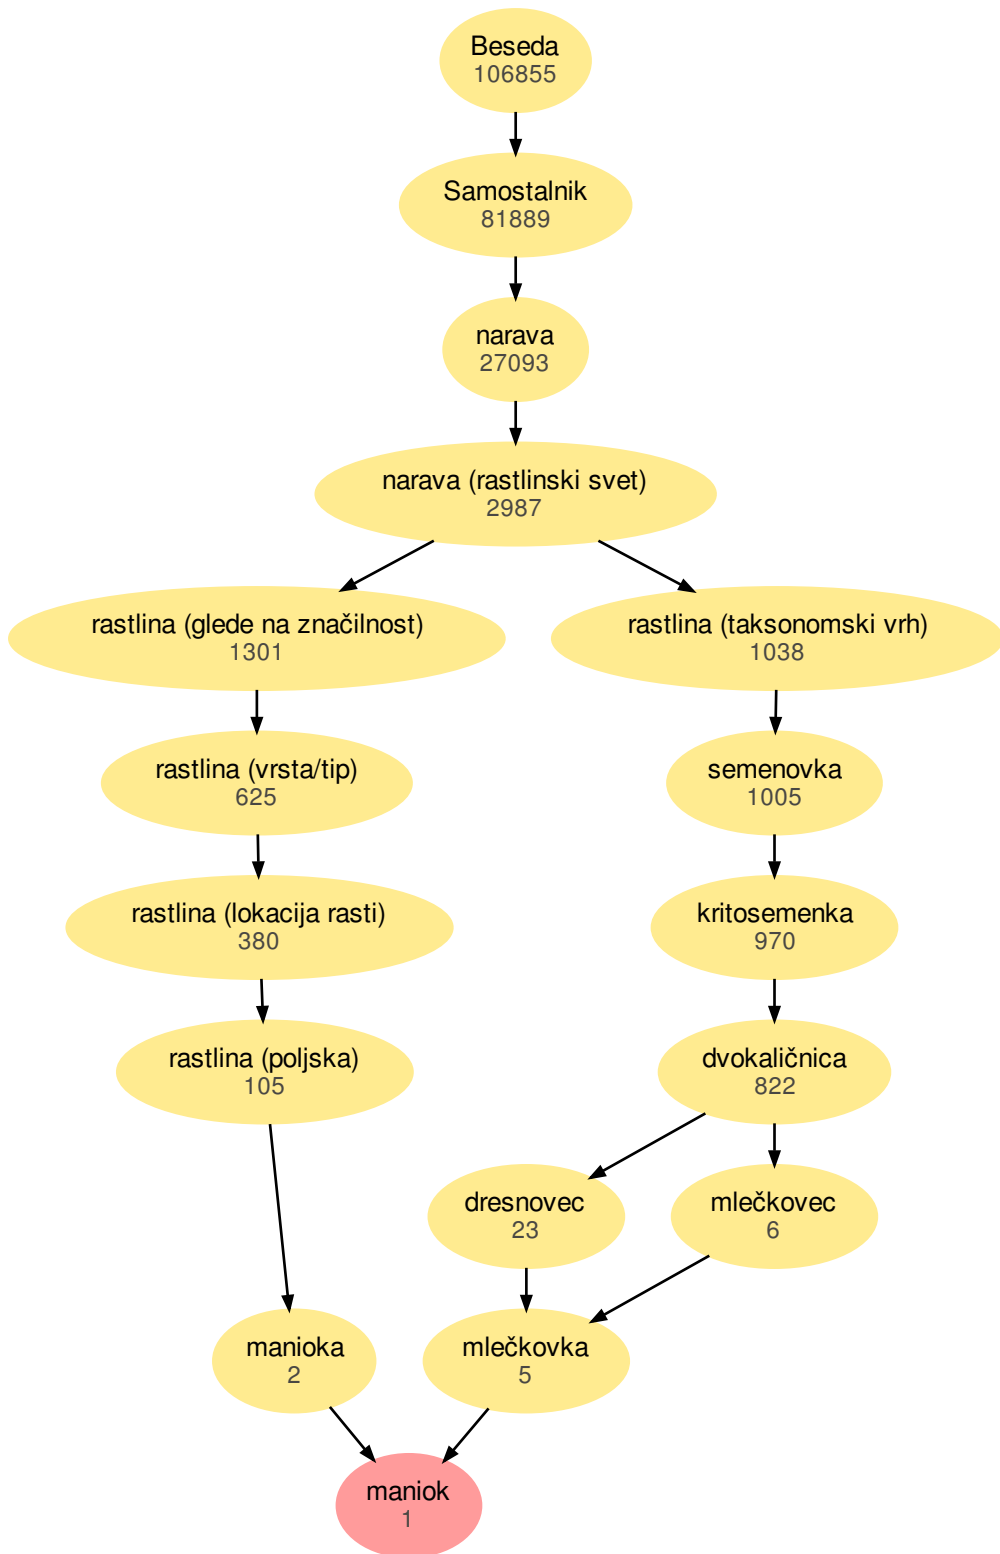 Beseda
106855
Samostalnik
81889
narava
27093
narava (rastlinski svet)
2987
rastlina (glede na značilnost)
1301
rastlina (taksonomski vrh)
1038
rastlina (vrsta/tip)
625
semenovka
1005
rastlina (lokacija rasti)
380
kritosemenka
970
rastlina (poljska)
105
dvokaličnica
822
dresnovec
23
mlečkovec
6
manioka
2
mlečkovka
5
maniok
1